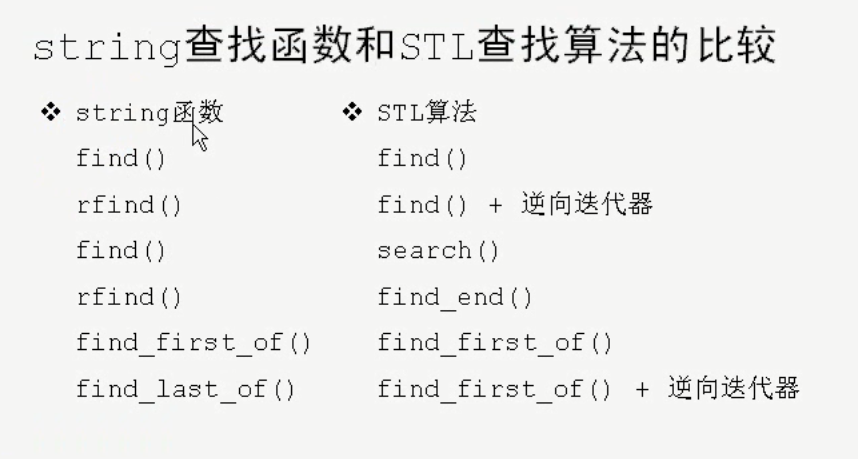 string查找函数和STL查找算法的比较
❖ string函数 ❖ STL算法
find() find()
rfind() find() + 逆向迭代器
find() search()
rfind() find_end()
find_first_of() find_first_of()
find_last_of() find_first_of() + 逆向迭代器